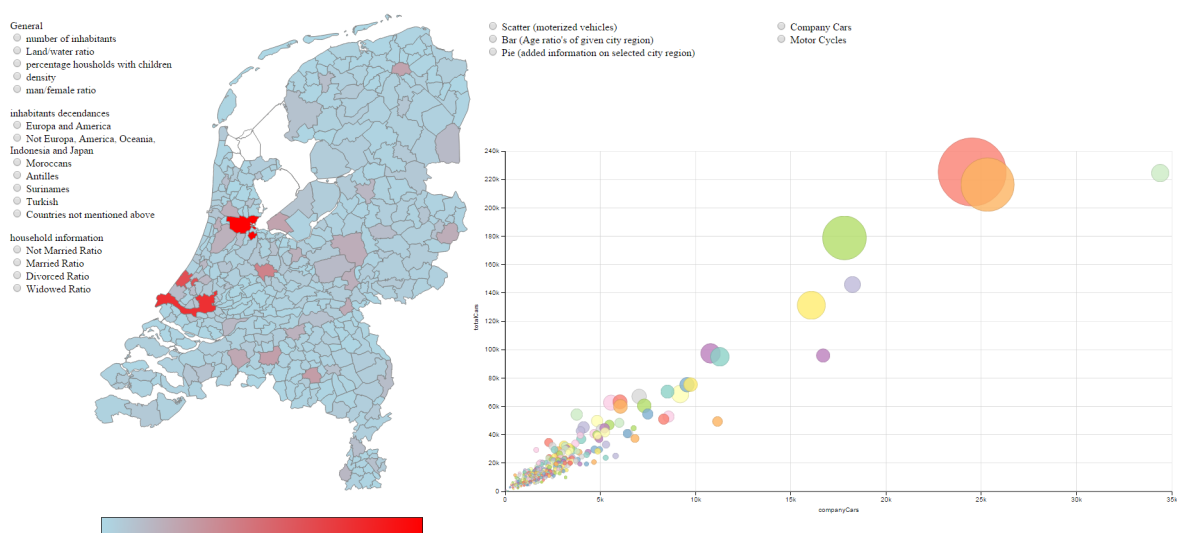 General
number of inhabitants
Land/water ratio
percentage housholds with children
density
man/female ratio
inhabitants decendances
Europa and America
Not Europa, America, Oceania,
Indonesia and Japan
Moroccans
Antilles
Surinames
Turkish
Countries not mentioned above
household information
Not Married Ratio
Married Ratio
Divorced Ratio
Widowed Ratio
Scatter (moterized vehicles)
Bar (Age ratio's of given city region)
Pie (added information on selected city region)
Company Cars
Motor Cycles
240k
220k
200k
180k
160k
140k
120k
100k
80k
60k
40k
20k
0
totalCars
0
5k
10k
15k
20k
25k
30k
35k
companyCars